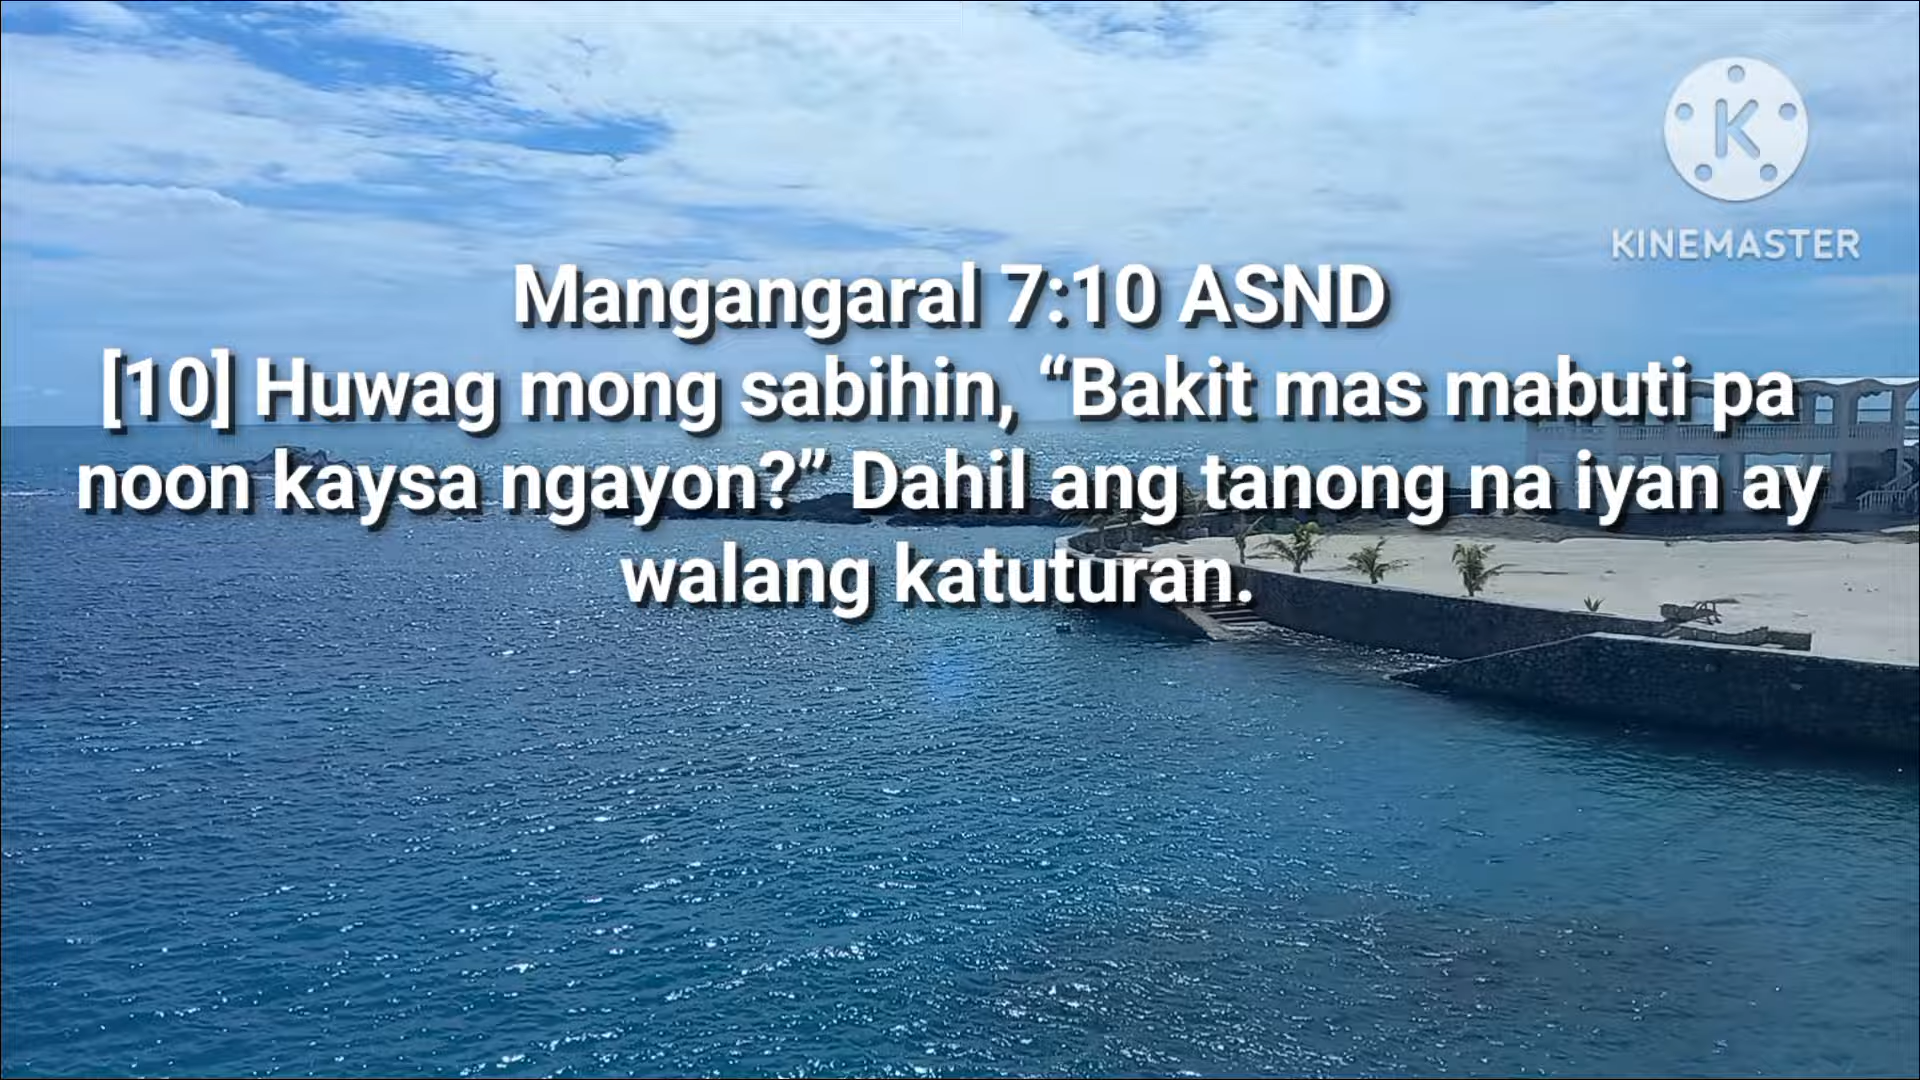 K
KINEMASTER
Mangangaral 7:10 ASND
[10] Huwag mong sabihin, “Bakit mas mabuti pa
noon kaysa ngayon?” Dahil ang tanong na iyan ay
walang katuturan.